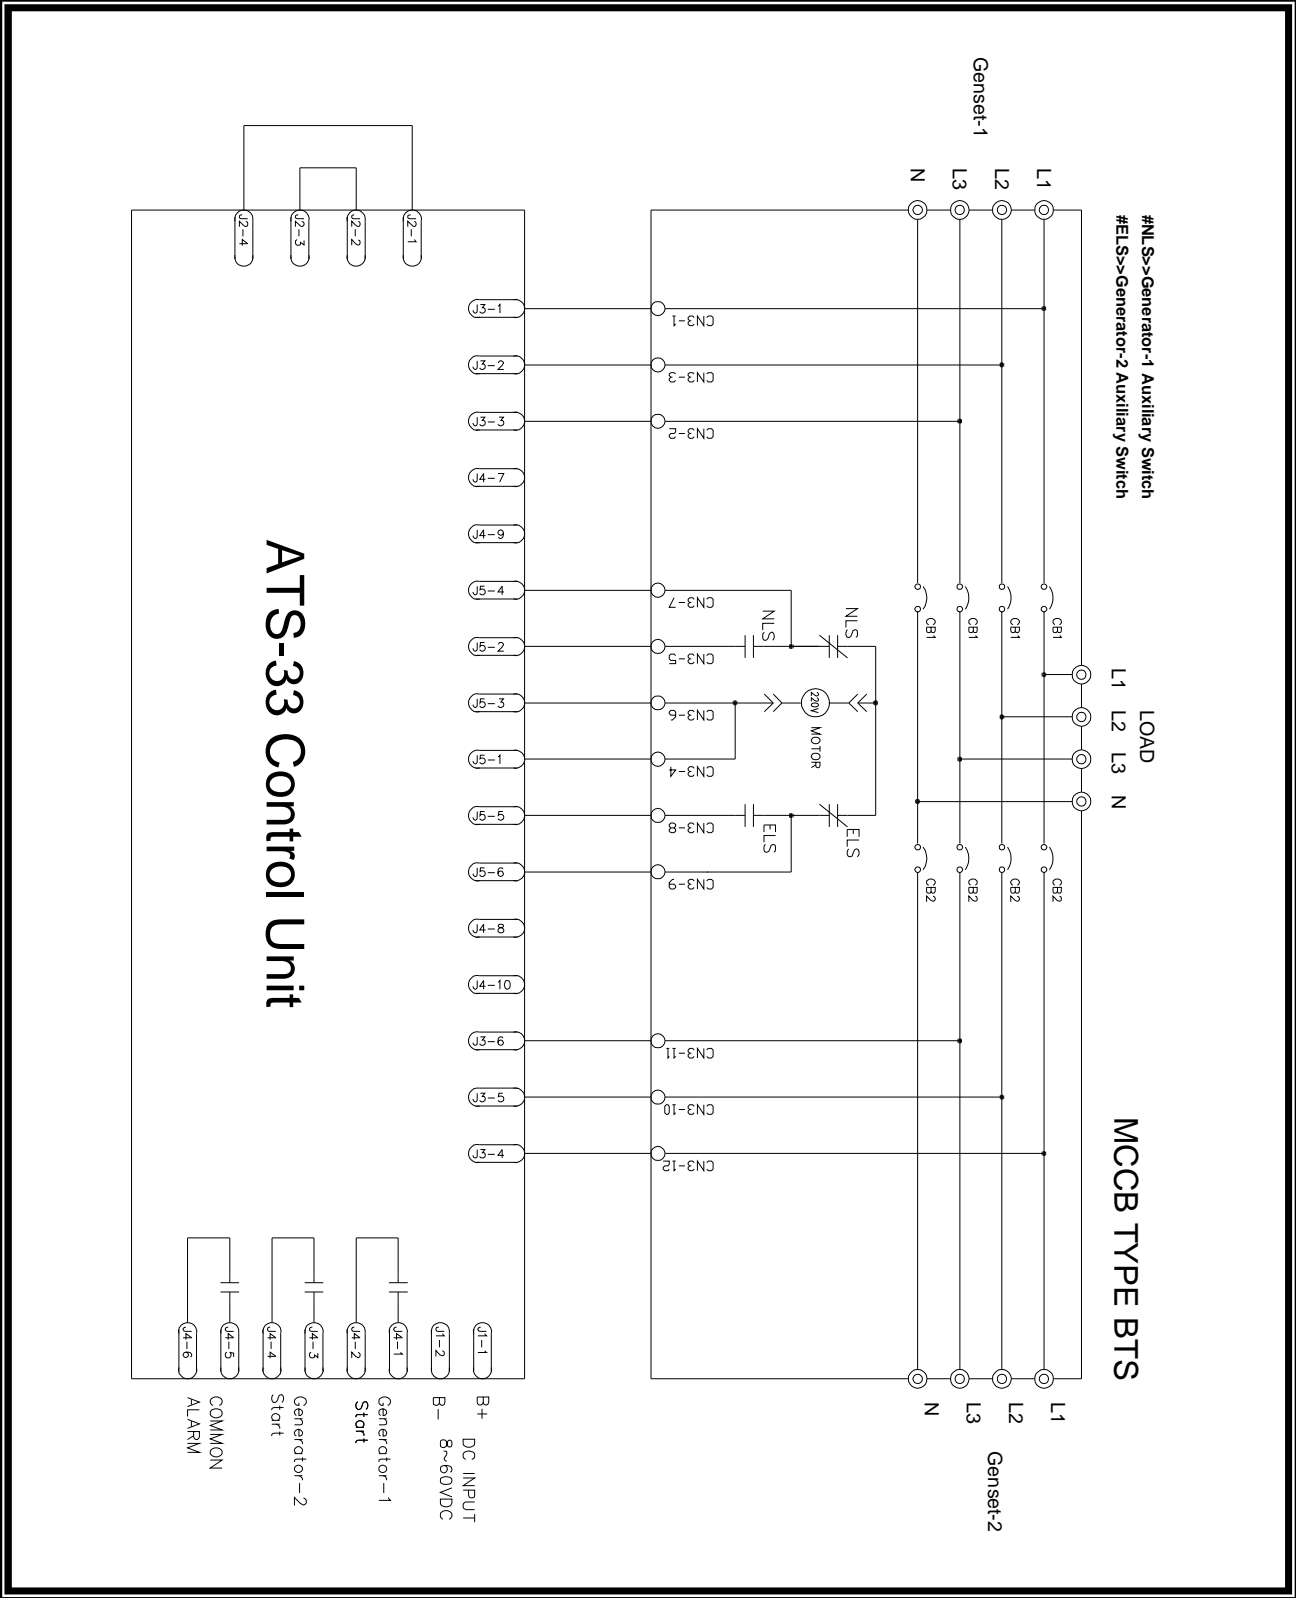 MCCB TYPE BTS
#NLS>>Generator-1 Auxiliary Switch
#ELS>>Generator-2 Auxiliary Switch
LOAD
L1
L2
L3
N
Genset-1
L1
L2
L3
N
CB1
CB1
CB1
CB1
CB2
CB2
CB2
CB2
Genset-2
L1
L2
L3
N
NLS
NLS
220V
MOTOR
ELS
ELS
CN3-1
CN3-3
CN3-2
CN3-7
CN3-5
CN3-6
CN3-4
CN3-8
CN3-9
CN3-11
CN3-10
CN3-12
J3-1
J3-2
J3-3
J4-7
J4-9
J5-4
J5-2
J5-3
J5-1
J5-5
J5-6
J4-8
J4-10
J3-6
J3-5
J3-4
J2-1
J2-2
J2-3
J2-4
ATS-33 Control Unit
J1-1
B+
DC INPUT
J1-2
B-
8~60VDC
J4-1
Generator-1
J4-2
Start
J4-3
Generator-2
J4-4
Start
J4-5
COMMON
J4-6
ALARM